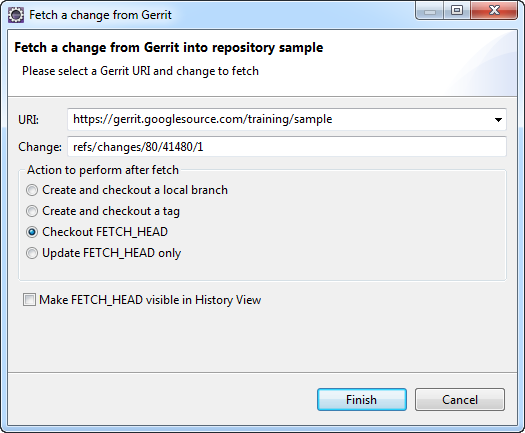 Fetch a change from Gerrit
Fetch a change from Gerrit into repository sample
Please select a Gerrit URI and change to fetch
URI: https://gerrit.googlesource.com/training/sample
Change: refs/changes/80/41480/1
Action to perform after fetch
Create and checkout a local branch
Create and checkout a tag
Checkout FETCH_HEAD
Update FETCH_HEAD only
Make FETCH_HEAD visible in History View
Finish Cancel